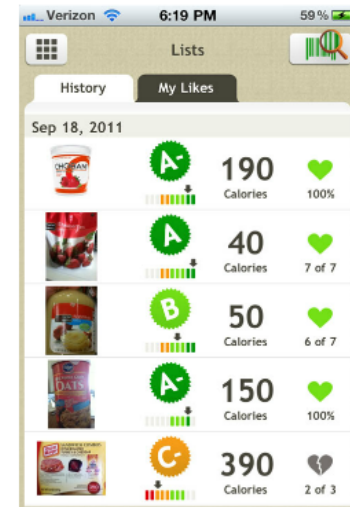 Verizon 6:19 PM 59%
Lists
History My Likes
Sep 18, 2011
CHOBANI
A- 190
Calories 100%
A 40
Calories 7 of 7
B 50
Calories 6 of 7
OATS
A- 150
Calories 100%
C- 390
Calories 2 of 3